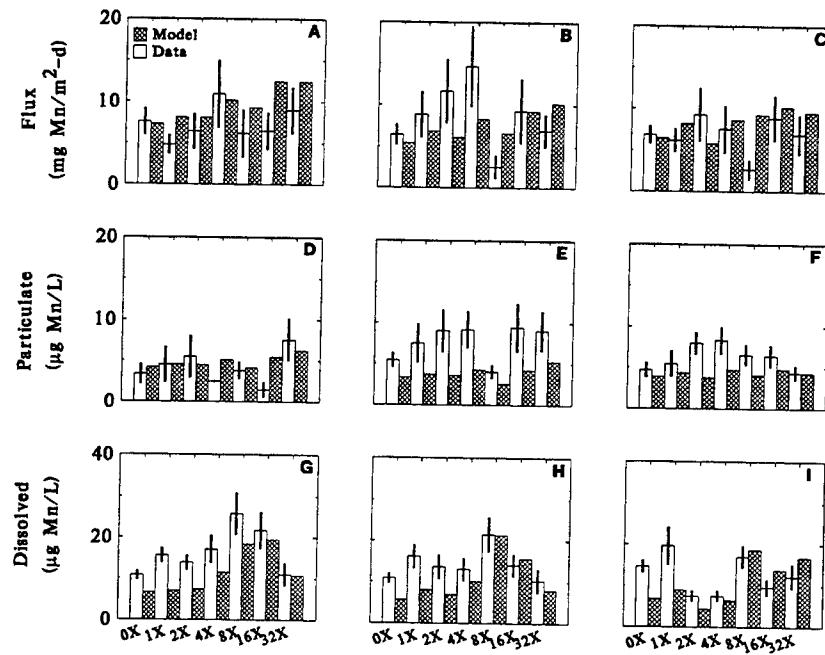 20
10
0
Flux
(mg Mn/m²-d)
Model
Data
A
B
C
20
10
0
Particulate
(μg Mn/L)
D
E
F
40
20
0
Dissolved
(μg Mn/L)
G
H
I
0X 1X 2X 4X 8X 16X 32X
0X 1X 2X 4X 8X 16X 32X
0X 1X 2X 4X 8X 16X 32X